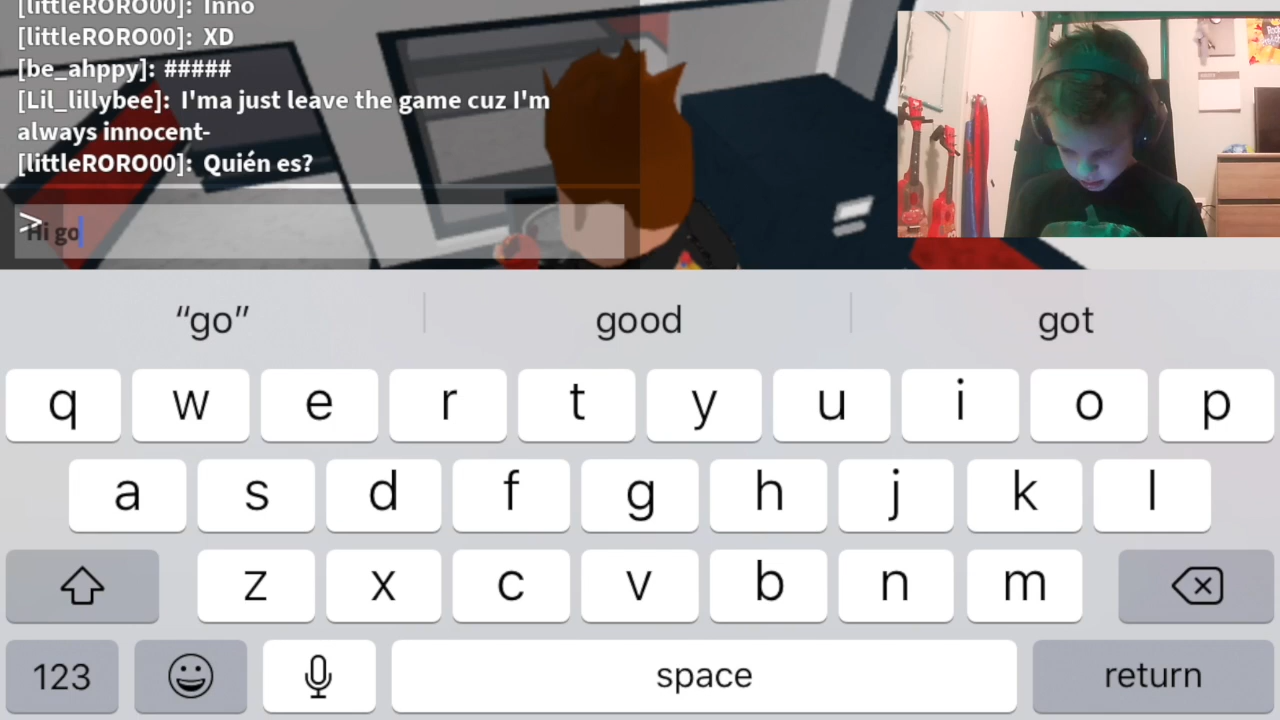 [littleRORO00]: Inno
[littleRORO00]: XD
[be_ahppy]: #####
[Lil_lillybee]: I'ma just leave the game cuz I'm
always innocent-
[littleRORO00]: Quién es?
>Hi go
“go” good got
q w e r t y u i o p
a s d f g h j k l
z x c v b n m
123 space return